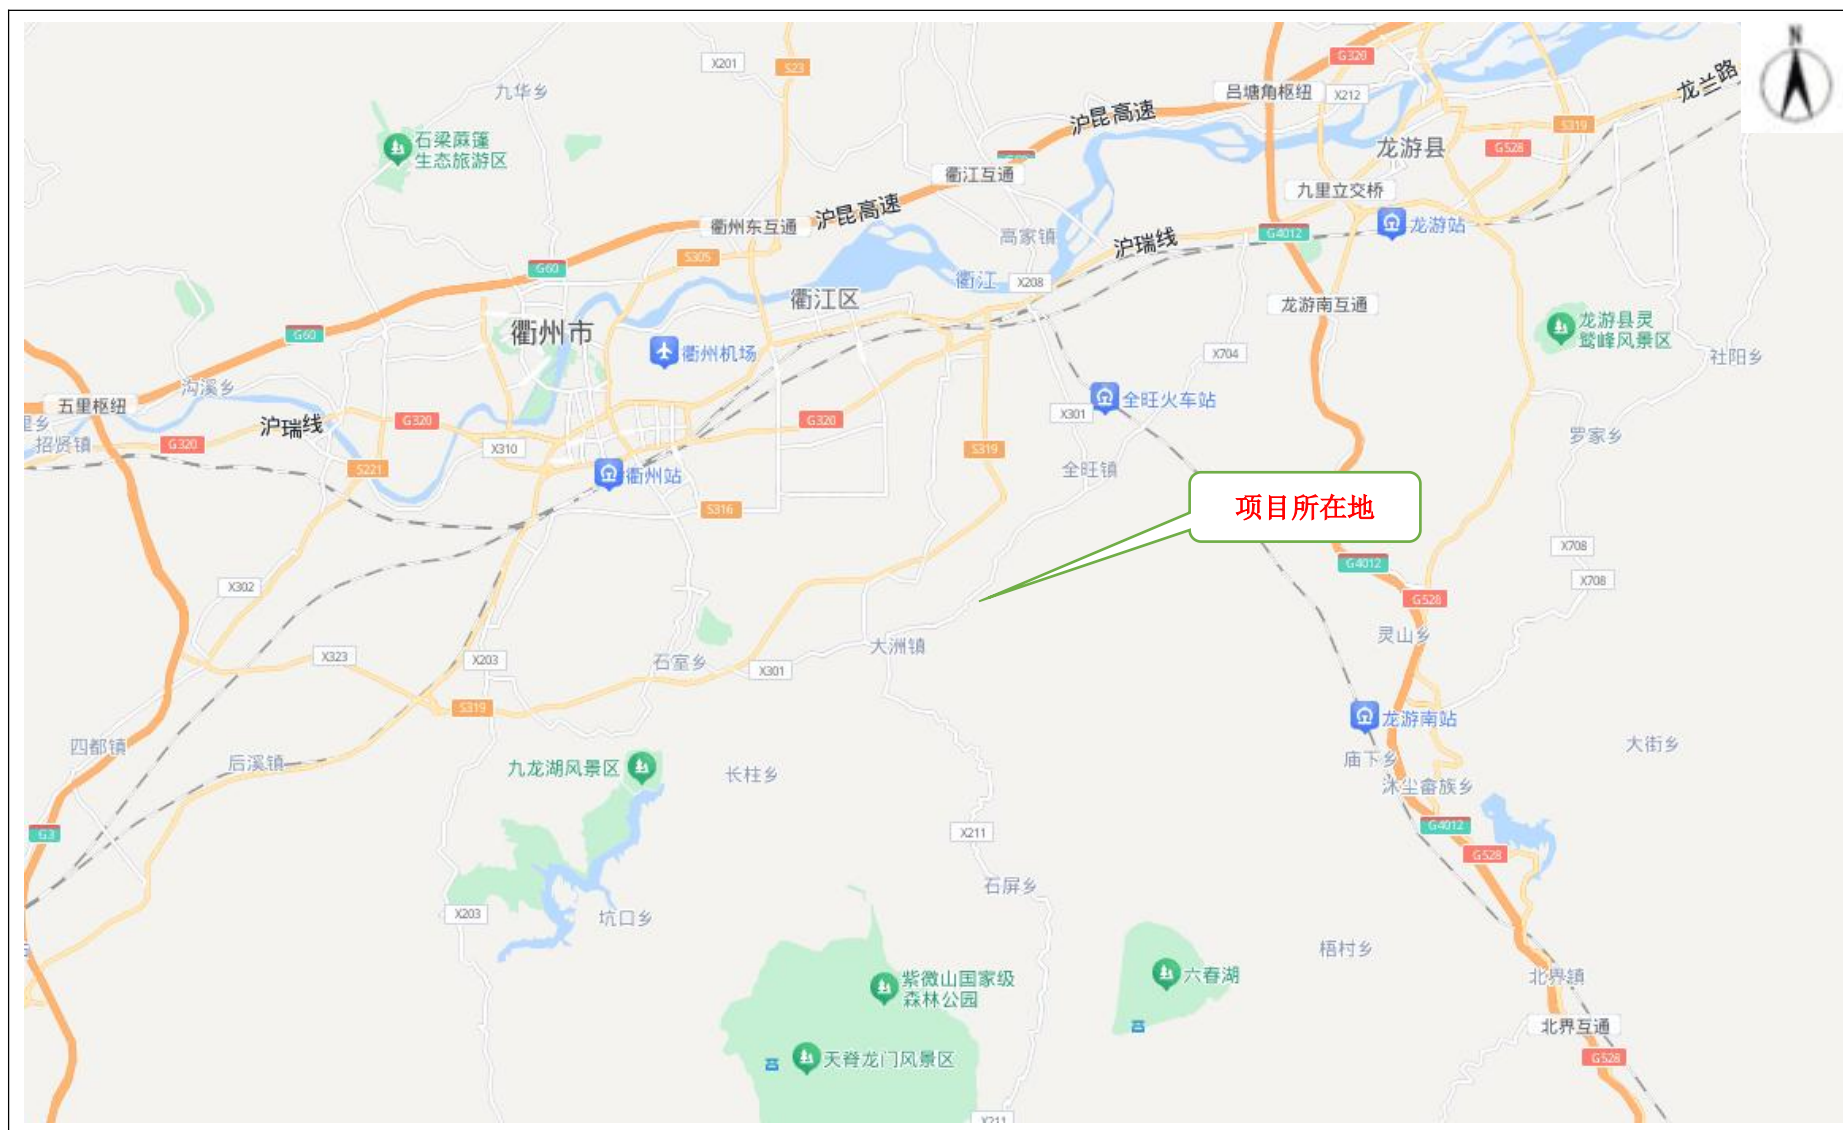 N
X201
S23
G320
九华乡
吕塘角枢纽
X212
龙兰路
沪昆高速
S319
石梁蔴篷
生态旅游区
龙游县
G528
衢江互通
九里立交桥
沪昆高速
衢州东互通
龙游站
高家镇
沪瑞线
G4012
S305
G60
衢江
X208
衢江区
龙游南互通
G60
衢州市
龙游县灵
鹫峰风景区
衢州机场
X704
社阳乡
沟溪乡
五里枢纽
全旺火车站
X301
G320
G320
沪瑞线
里乡
招贤镇
G320
X310
S319
罗家乡
S221
衢州站
全旺镇
项目所在地
S316
X708
G4012
X302
X708
G528
灵山乡
大洲镇
X323
X203
石室乡
X301
S319
龙游南站
四都镇
大街乡
后溪镇
九龙湖风景区
长柱乡
庙下乡
沐尘畲族乡
G3
X211
G4012
G528
石屏乡
X203
坑口乡
梧村乡
紫微山国家级
森林公园
六春湖
北界镇
北界互通
天脊龙门风景区
G528
X211